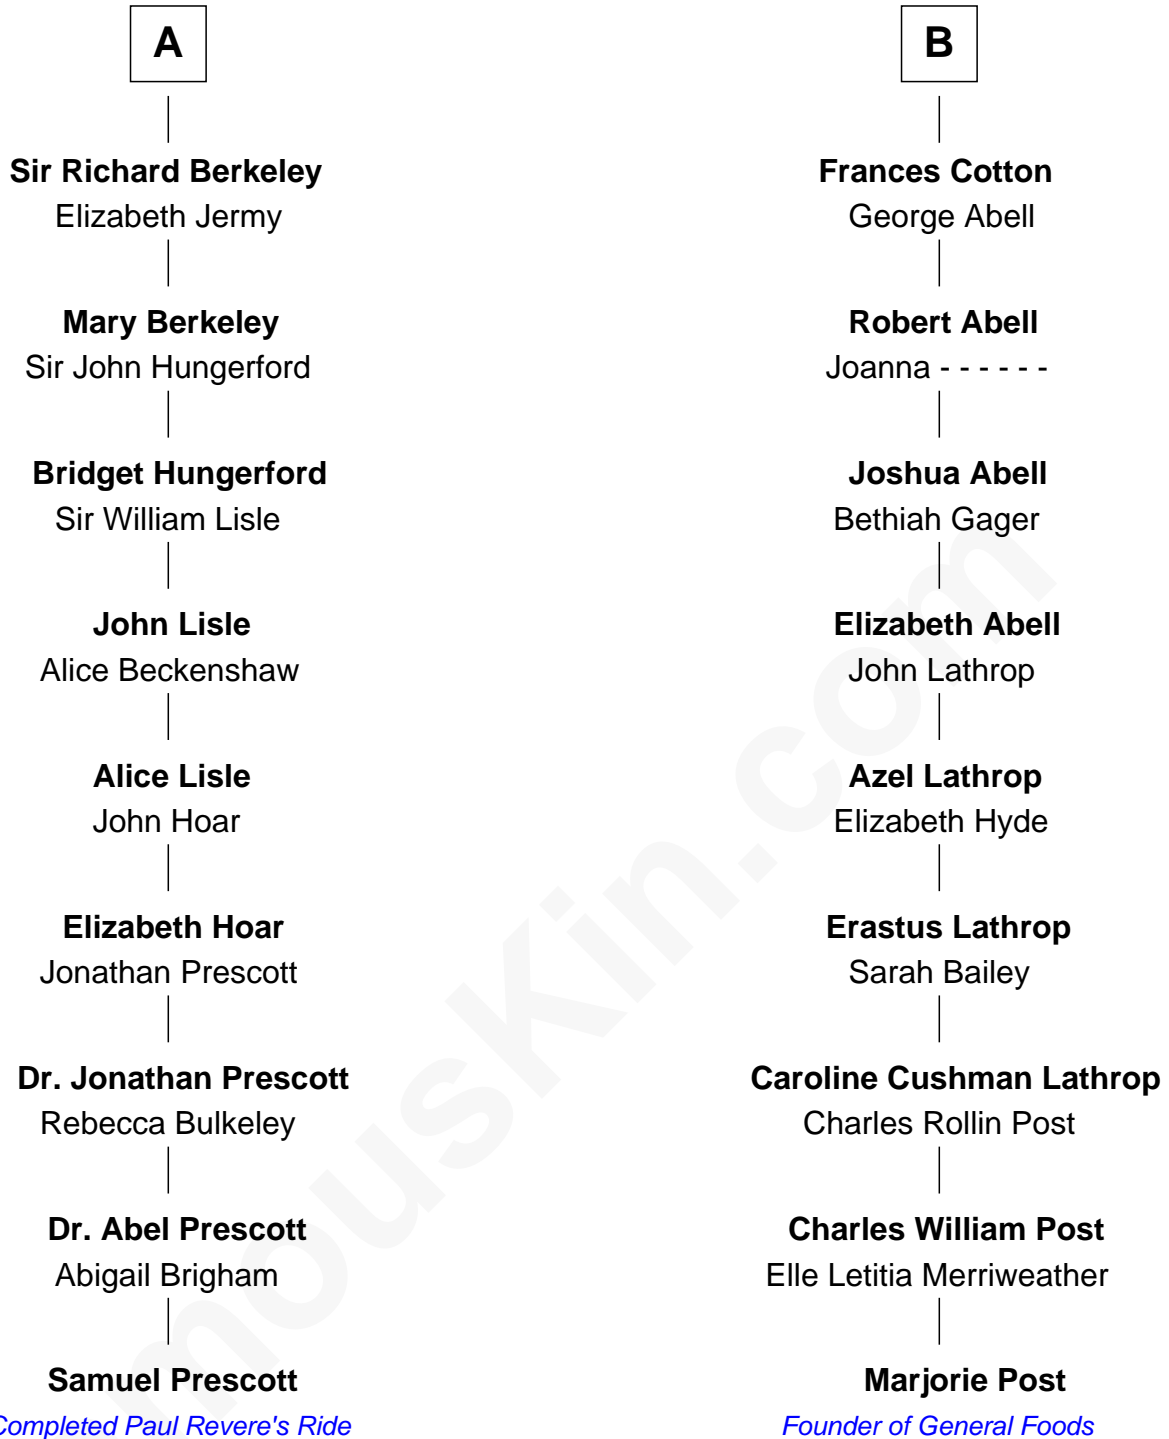 A
Sir Richard Berkeley
Elizabeth Jermy
Mary Berkeley
Sir John Hungerford
Bridget Hungerford
Sir William Lisle
John Lisle
Alice Beckenshaw
Alice Lisle
John Hoar
Elizabeth Hoar
Jonathan Prescott
Dr. Jonathan Prescott
Rebecca Bulkeley
Dr. Abel Prescott
Abigail Brigham
Samuel Prescott
Completed Paul Revere's Ride
B
Frances Cotton
George Abell
Robert Abell
Joanna - - - - - -
Joshua Abell
Bethiah Gager
Elizabeth Abell
John Lathrop
Azel Lathrop
Elizabeth Hyde
Erastus Lathrop
Sarah Bailey
Caroline Cushman Lathrop
Charles Rollin Post
Charles William Post
Elle Letitia Merriweather
Marjorie Post
Founder of General Foods
mousKin.com